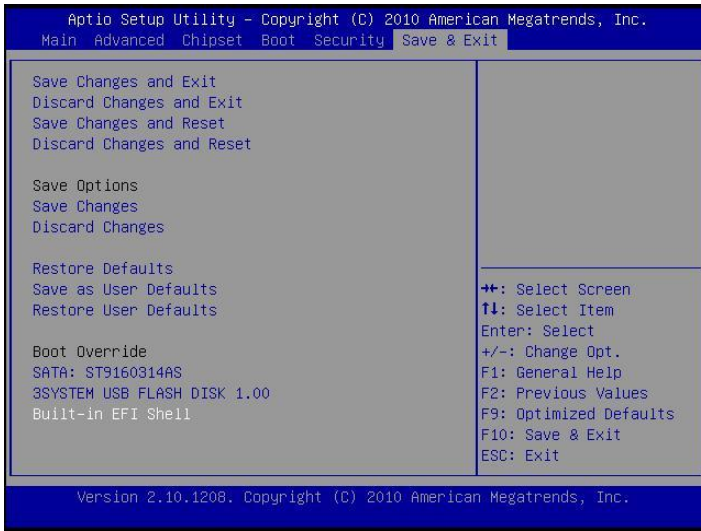 Aptio Setup Utility – Copyright (C) 2010 American Megatrends, Inc.
Main Advanced Chipset Boot Security Save & Exit
Save Changes and Exit
Discard Changes and Exit
Save Changes and Reset
Discard Changes and Reset
Save Options
Save Changes
Discard Changes
Restore Defaults
Save as User Defaults
Restore User Defaults
Boot Override
SATA: ST9160314AS
3SYSTEM USB FLASH DISK 1.00
Built-in EFI Shell
→←: Select Screen
↑↓: Select Item
Enter: Select
+/-: Change Opt.
F1: General Help
F2: Previous Values
F9: Optimized Defaults
F10: Save & Exit
ESC: Exit
Version 2.10.1208. Copyright (C) 2010 American Megatrends, Inc.